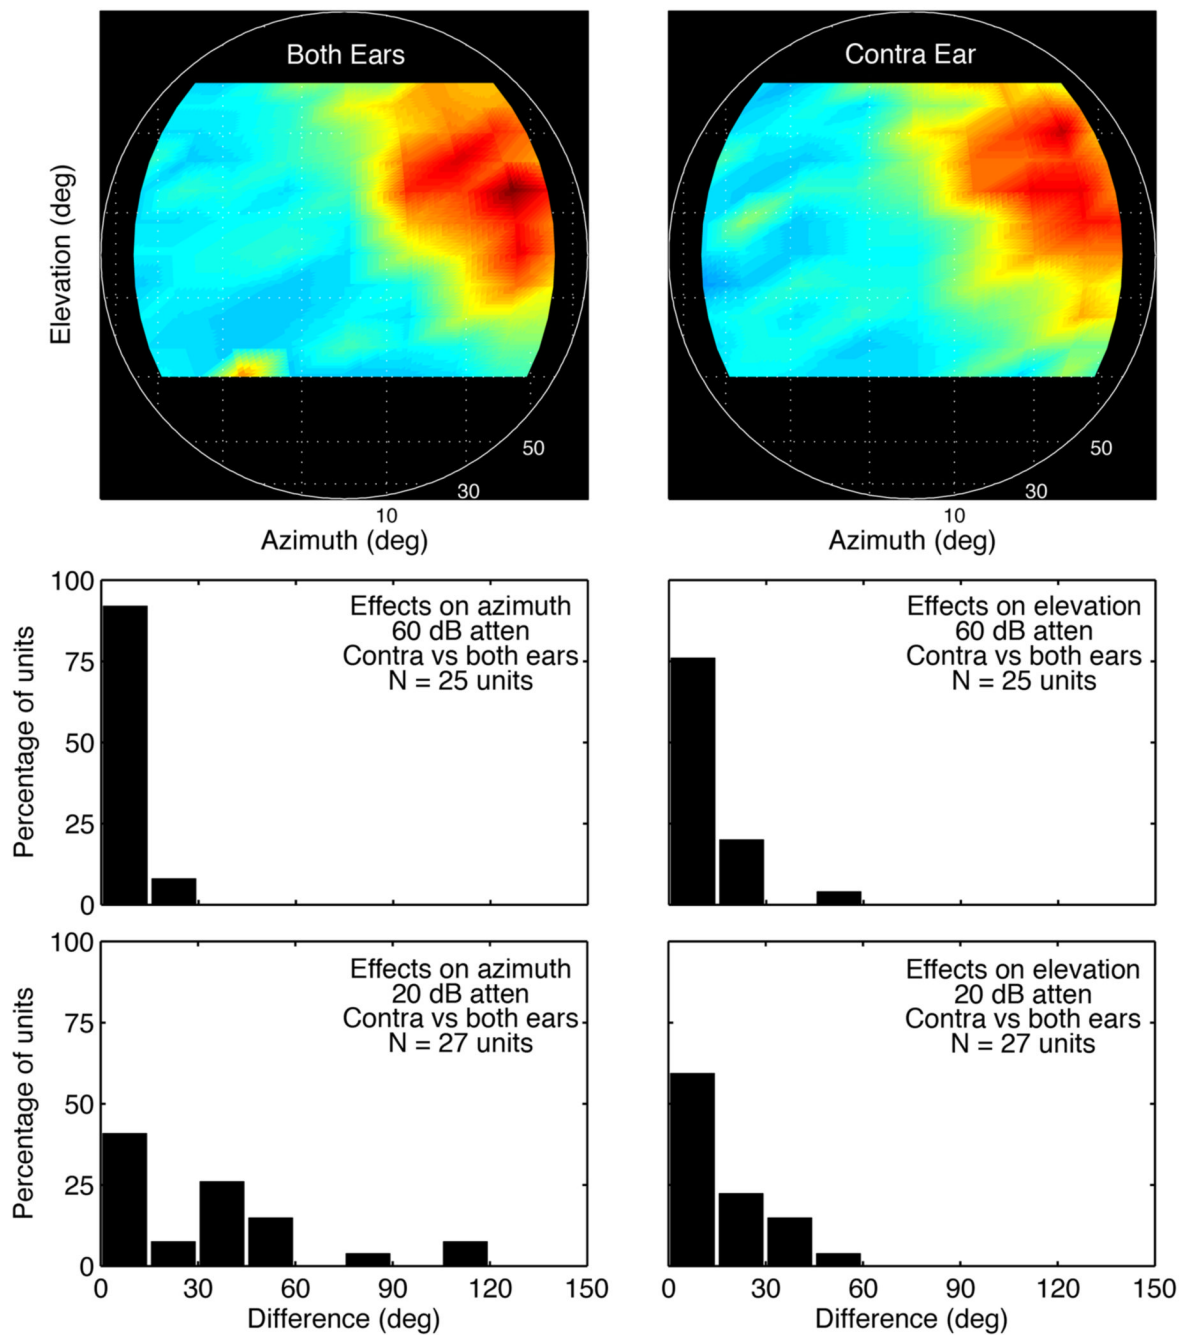 Both Ears
Contra Ear
Elevation (deg)
50
30
10
Azimuth (deg)
50
30
10
Azimuth (deg)
Percentage of units
100
75
50
25
0
Effects on azimuth
60 dB atten
Contra vs both ears
N = 25 units
Effects on elevation
60 dB atten
Contra vs both ears
N = 25 units
Percentage of units
100
75
50
25
0
Effects on azimuth
20 dB atten
Contra vs both ears
N = 27 units
Effects on elevation
20 dB atten
Contra vs both ears
N = 27 units
0 30 60 90 120 150
Difference (deg)
0 30 60 90 120 150
Difference (deg)